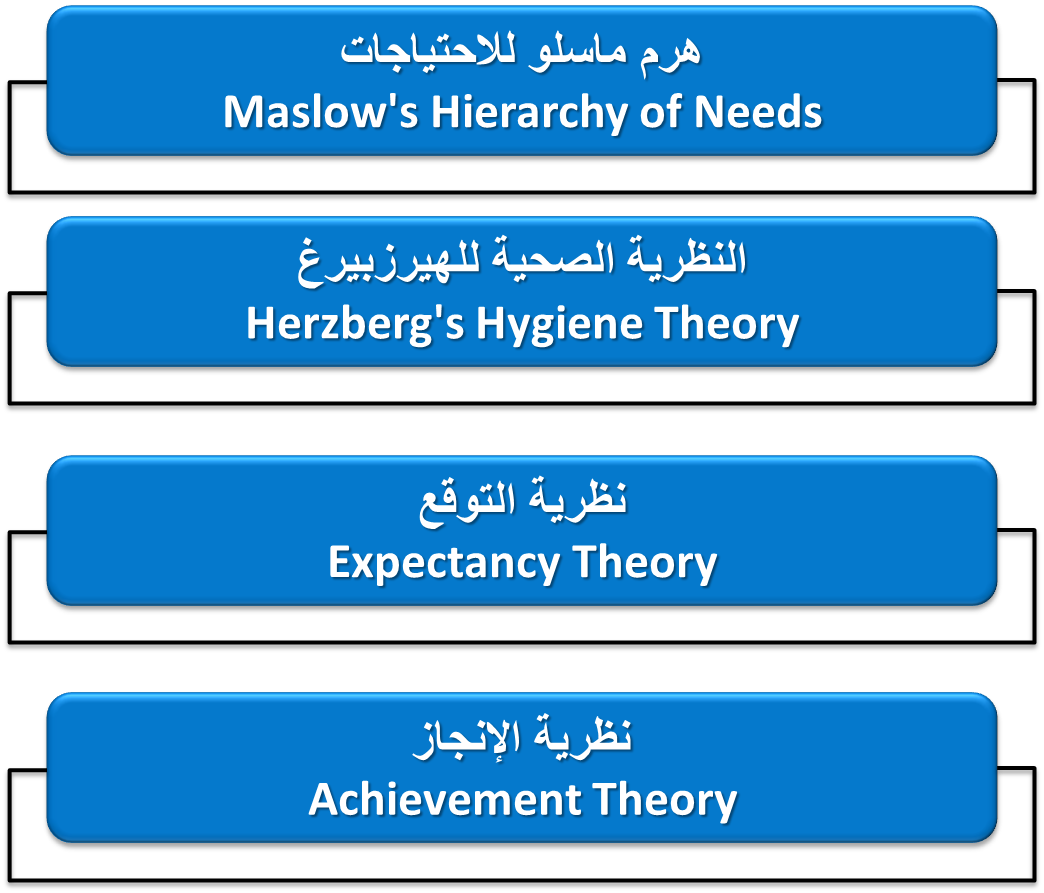 هرم ماسلو للاحتياجات
Maslow's Hierarchy of Needs
النظرية الصحية للهيرزبيرغ
Herzberg's Hygiene Theory
نظرية التوقع
Expectancy Theory
نظرية الإنجاز
Achievement Theory